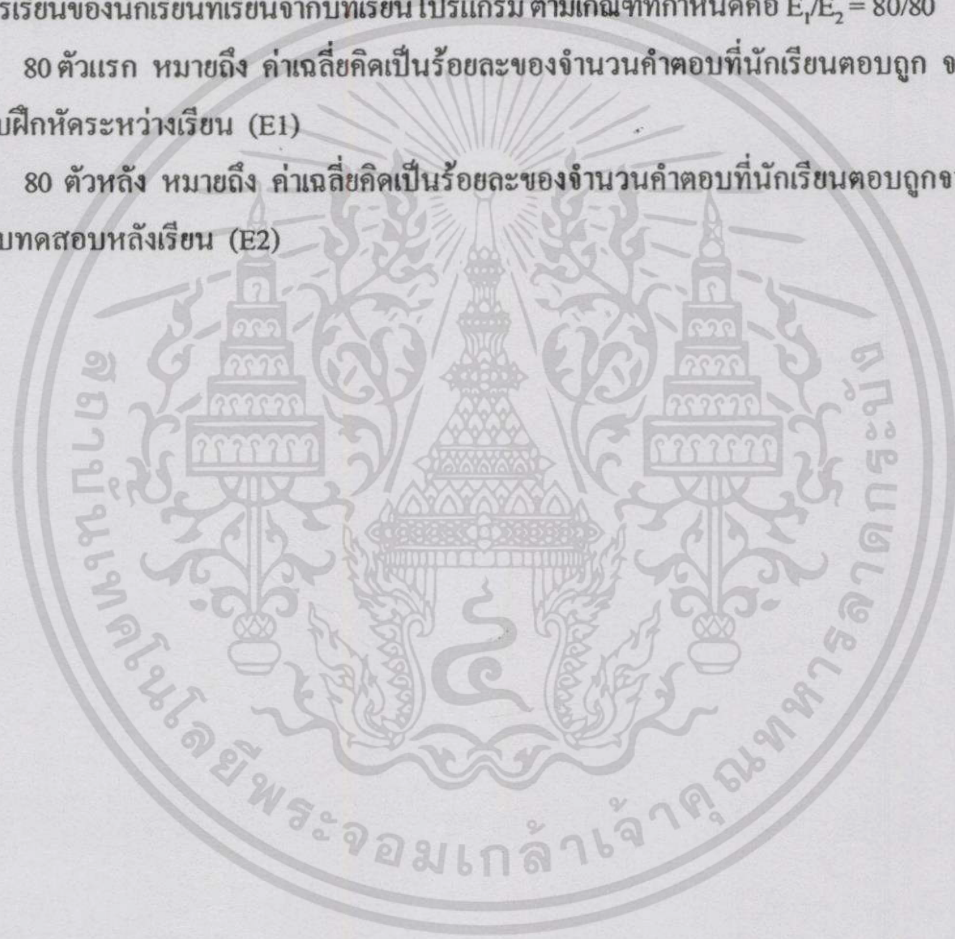 รเรียนของนักเรียนที่เรียนจากบทเรียน โปรแกรม ตามเกณฑ์ที่กำหนดคือ E₁/E₂ = 80/80
80 ตัวแรก หมายถึง ค่าเฉลี่ยคิดเป็นร้อยละของจำนวนคำตอบที่นักเรียนตอบถูก จ
บฝึกหัดระหว่างเรียน (E1)
80 ตัวหลัง หมายถึง ค่าเฉลี่ยคิดเป็นร้อยละของจำนวนคำตอบที่นักเรียนตอบถูกจ
บทดสอบหลังเรียน (E2)
สถาบันเทคโนโลยีพระจอมเกล้าเจ้าคุณทหารลาดกระบัง
๔